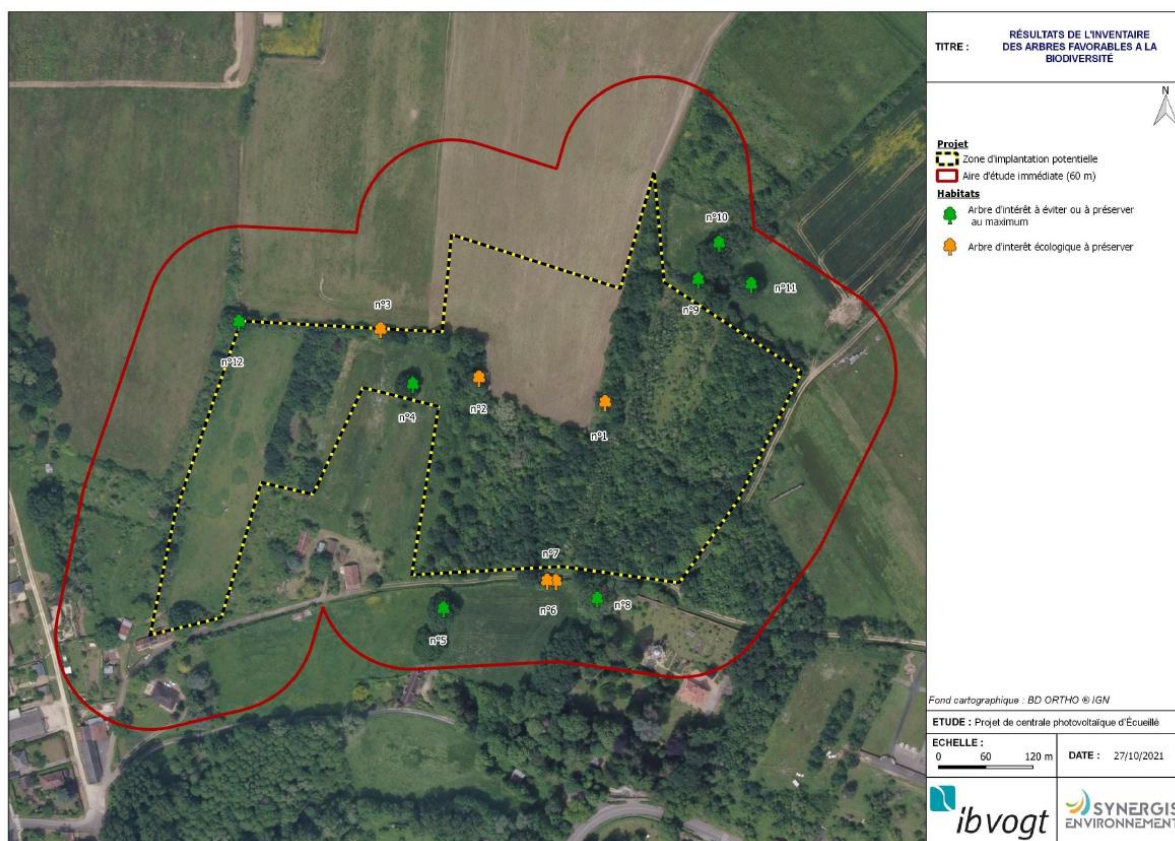 TITRE :
RÉSULTATS DE L'INVENTAIRE
DES ARBRES FAVORABLES A LA
BIODIVERSITÉ
N
Projet
Zone d'implantation potentielle
Aire d'étude immédiate (60 m)
Habitats
Arbre d'intérêt à éviter ou à préserver
au maximum
Arbre d'interêt écologique à préserver
n°10
n°11
n°9
n°3
n°12
n°4
n°2
n°1
n°7
n°6
n°8
n°5
Fond cartographique : BD ORTHO ® IGN
ETUDE : Projet de centrale photovoltaïque d'Écueillé
ECHELLE :
0 60 120 m
DATE : 27/10/2021
ib vogt
SYNERGIS
ENVIRONNEMENT